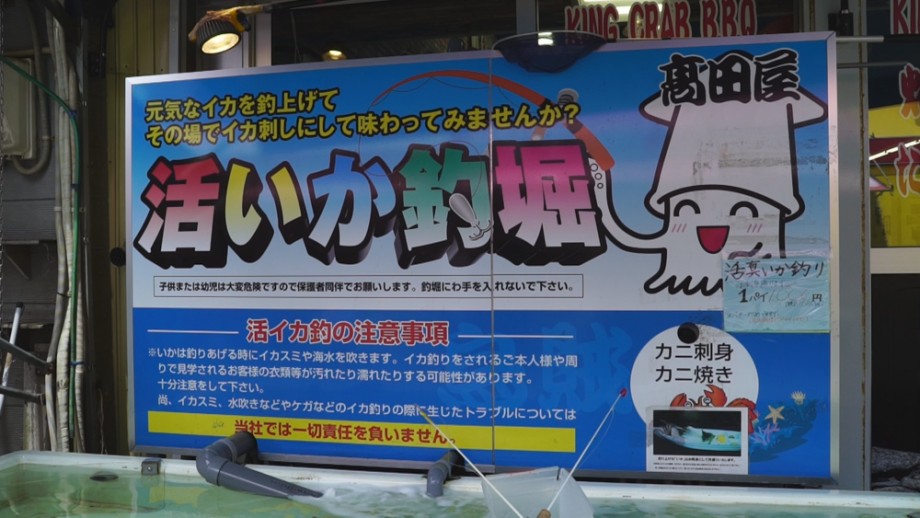 KING CRAB BBQ
元気なイカを釣上げて
その場でイカ刺しにして味わってみませんか?
髙田屋
活いか釣堀
子供または幼児は大変危険ですので保護者同伴でお願いします。釣堀にわ手を入れないで下さい。
活真いか釣り
1パイ
円
活イカ釣の注意事項
※いかは釣りあげる時にイカスミや海水を吹きます。イカ釣りをされるご本人様や周
りで見学されるお客様の衣類等が汚れたり濡れたりする可能性があります。
十分注意をして下さい。
尚、イカスミ、水吹きなどやケガなどのイカ釣りの際に生じたトラブルについては
当社では一切責任を負いません。
カニ刺身
カニ焼き